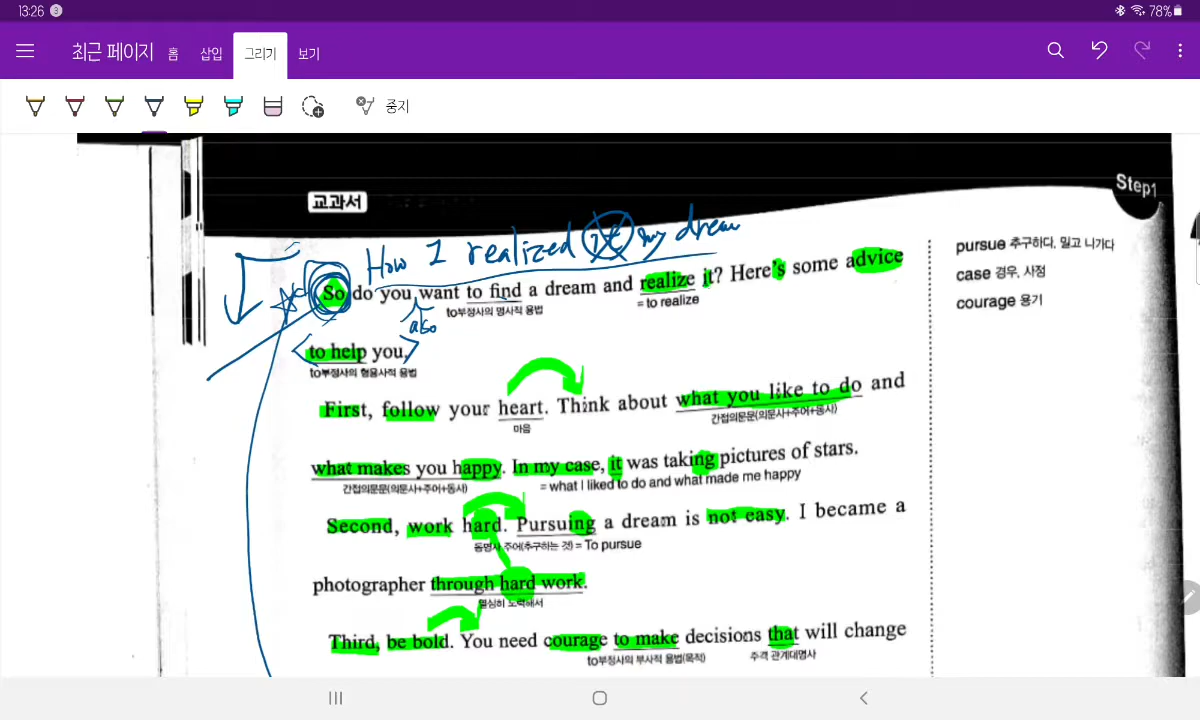 13:26
78%
최근 페이지 홈 삽입 그리기 보기
중지
Step1
교과서
How I realized my dream
So do you want to find a dream and realize it? Here's some advice
also
to부정사의 명사적 용법 = to realize
to help you,
to부정사의 형용사적 용법
First, follow your heart. Think about what you like to do and
마음 간접의문문(의문사+주어+동사)
what makes you happy. In my case, it was taking pictures of stars.
간접의문문(의문사+주어+동사) = what I liked to do and what made me happy
Second, work hard. Pursuing a dream is not easy. I became a
동명사 주어(추구하는 것) = To pursue
photographer through hard work.
열심히 노력해서
Third, be bold. You need courage to make decisions that will change
to부정사의 부사적 용법(목적) 주격 관계대명사
pursue 추구하다, 밀고 나가다
case 경우, 사정
courage 용기